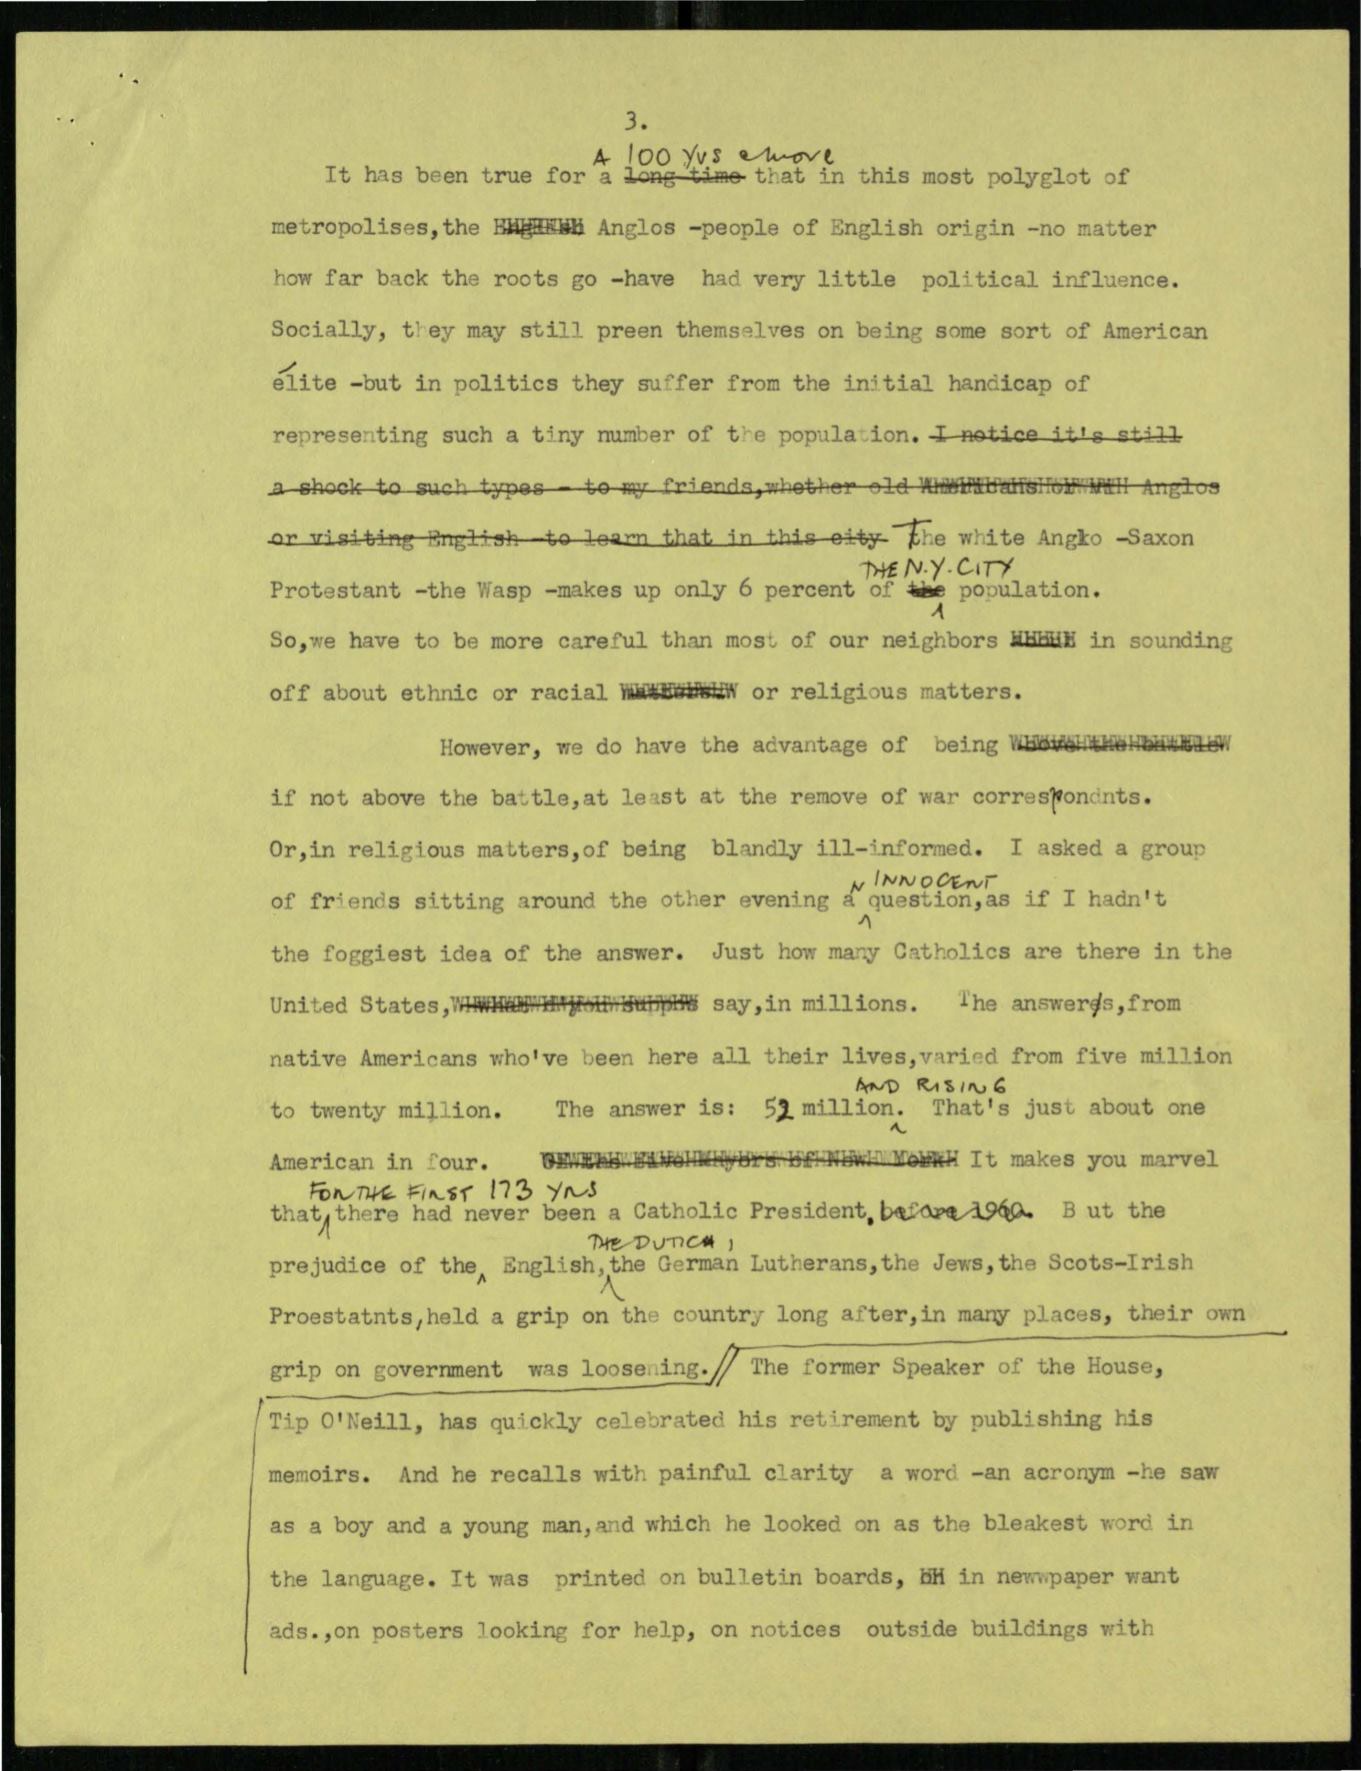 3.
A 100 yrs & more
It has been true for a long time that in this most polyglot of
metropolises,the English Anglos -people of English origin -no matter
how far back the roots go -have had very little political influence.
Socially, they may still preen themselves on being some sort of American
élite -but in politics they suffer from the initial handicap of
representing such a tiny number of the population. I notice it's still
a shock to such types - to my friends,whether old Anglos
or visiting English -to learn that in this city The white Anglo -Saxon
THE N.Y. CITY
Protestant -the Wasp -makes up only 6 percent of the population.
So,we have to be more careful than most of our neighbors in sounding
off about ethnic or racial or religious matters.
However, we do have the advantage of being above the battle
if not above the battle,at least at the remove of war correspondnts.
Or,in religious matters,of being blandly ill-informed. I asked a group
N INNOCENT
of friends sitting around the other evening a question,as if I hadn't
the foggiest idea of the answer. Just how many Catholics are there in the
United States, say,in millions. The answers,from
native Americans who've been here all their lives,varied from five million
AND RISING
to twenty million. The answer is: 52 million. That's just about one
American in four. It makes you marvel
FOR THE FIRST 173 YRS
that, there had never been a Catholic President, before 1960. B ut the
THE DUTCH,
prejudice of the English,the German Lutherans,the Jews,the Scots-Irish
Proestatnts,held a grip on the country long after,in many places, their own
grip on government was loosening.// The former Speaker of the House,
Tip O'Neill, has quickly celebrated his retirement by publishing his
memoirs. And he recalls with painful clarity a word -an acronym -he saw
as a boy and a young man,and which he looked on as the bleakest word in
the language. It was printed on bulletin boards, in newwpaper want
ads.,on posters looking for help, on notices outside buildings with